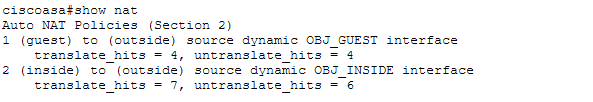 ciscoasa#show nat
Auto NAT Policies (Section 2)
1 (guest) to (outside) source dynamic OBJ_GUEST interface
    translate_hits = 4, untranslate_hits = 4
2 (inside) to (outside) source dynamic OBJ_INSIDE interface
    translate_hits = 7, untranslate_hits = 6